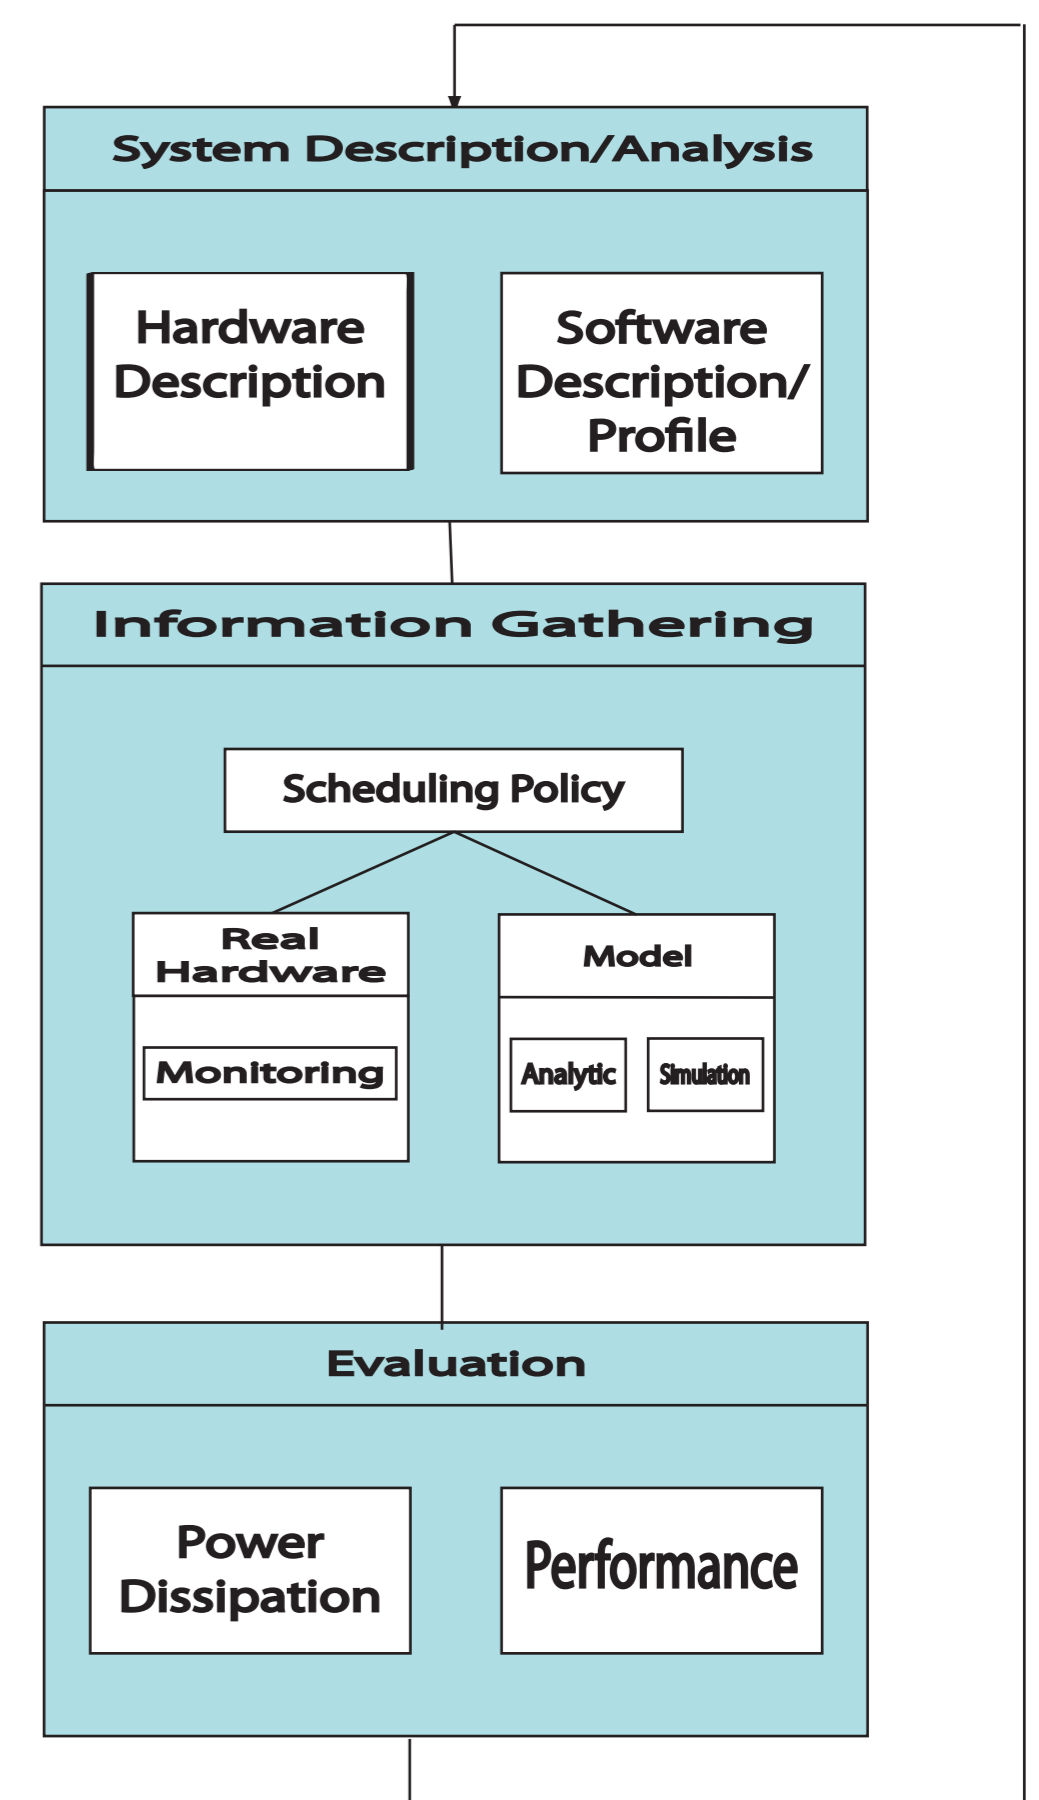 System Description/Analysis
Hardware
Description
Software
Description/
Profile
Information Gathering
Scheduling Policy
Real
Hardware
Model
Monitoring
Analytic
Simulation
Evaluation
Power
Dissipation
Performance